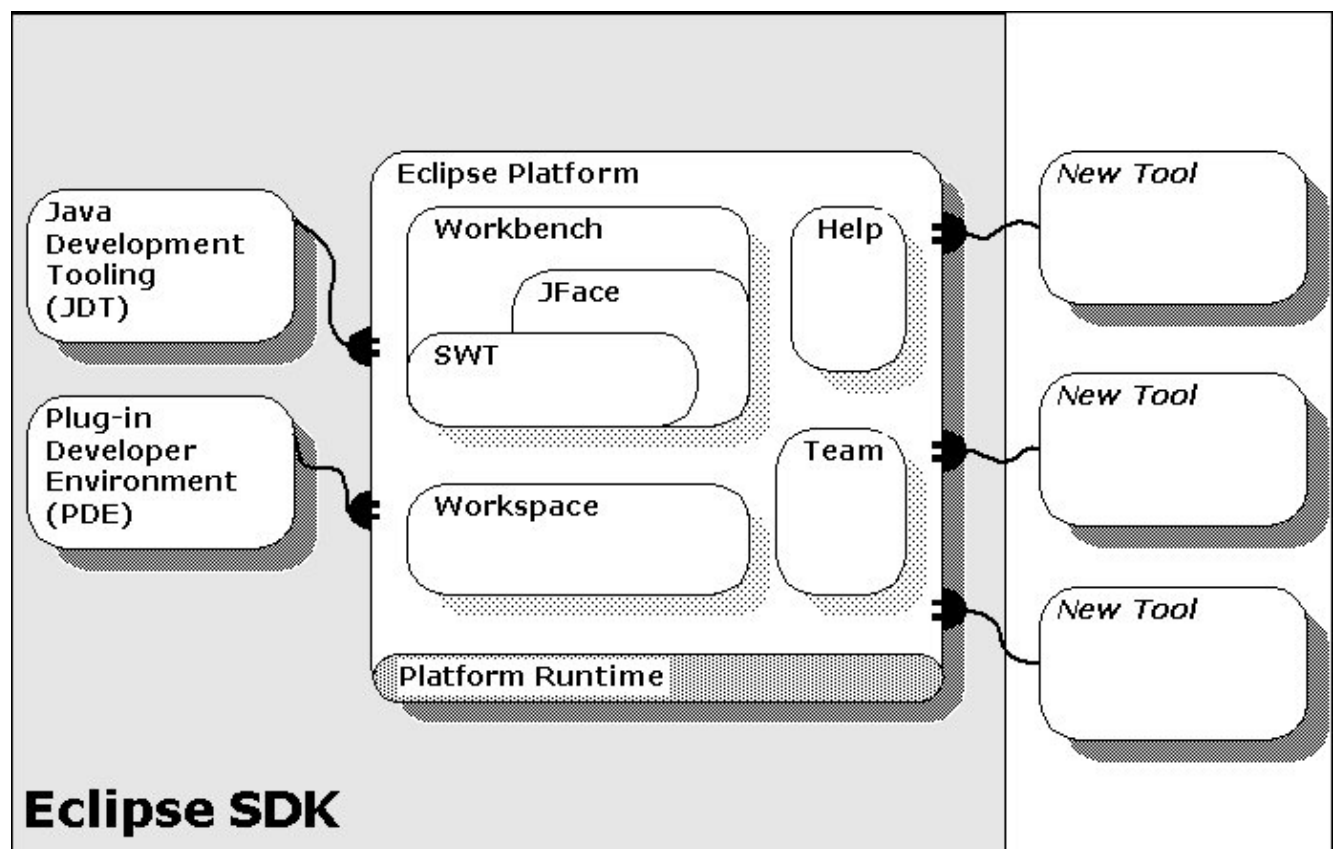 Eclipse Platform
Java
Development
Tooling
(JDT)
Plug-in
Developer
Environment
(PDE)
Workbench
JFace
SWT
Help
Team
Workspace
Platform Runtime
New Tool
New Tool
New Tool
Eclipse SDK